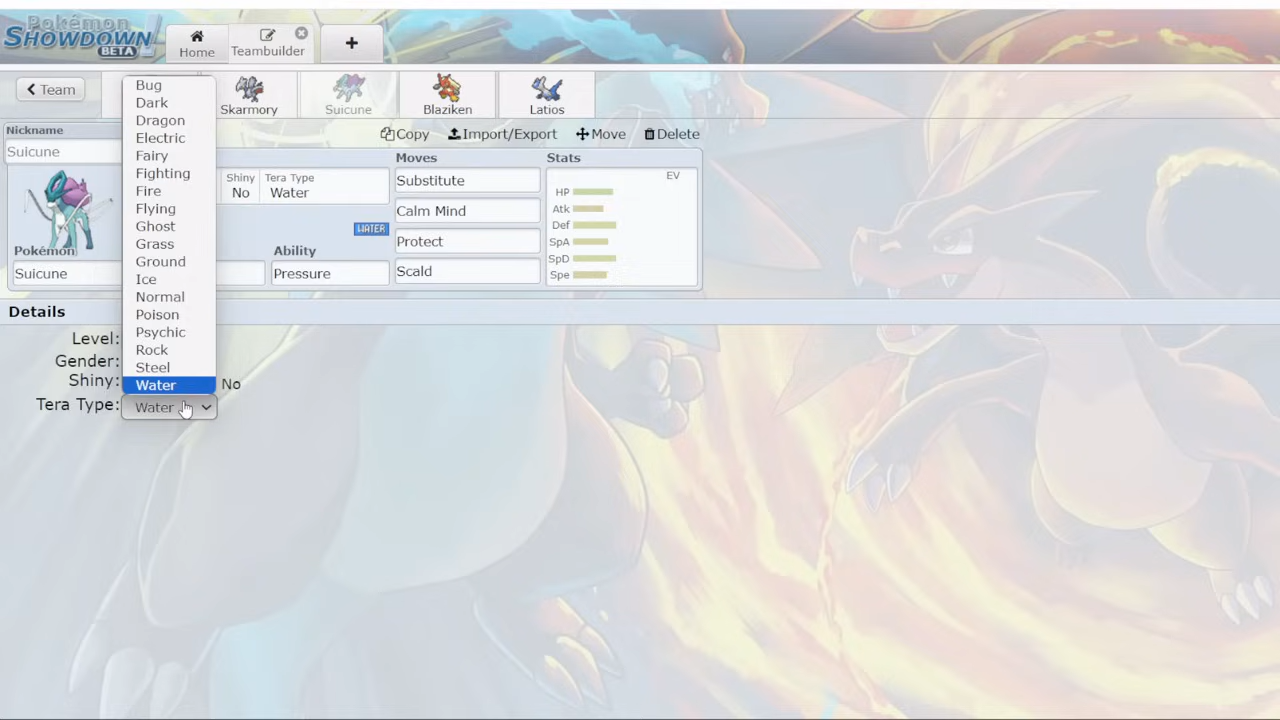 Pokémon
SHOWDOWN
BETA
Home
Teambuilder
Team
Skarmory
Suicune
Blaziken
Latios
Nickname
Suicune
Copy
Import/Export
Move
Delete
Shiny
No
Tera Type
Water
WATER
Pokémon
Suicune
Ability
Pressure
Moves
Substitute
Calm Mind
Protect
Scald
Stats
EV
HP
Atk
Def
SpA
SpD
Spe
Details
Level:
Gender:
Shiny:
No
Tera Type:
Water
Bug
Dark
Dragon
Electric
Fairy
Fighting
Fire
Flying
Ghost
Grass
Ground
Ice
Normal
Poison
Psychic
Rock
Steel
Water